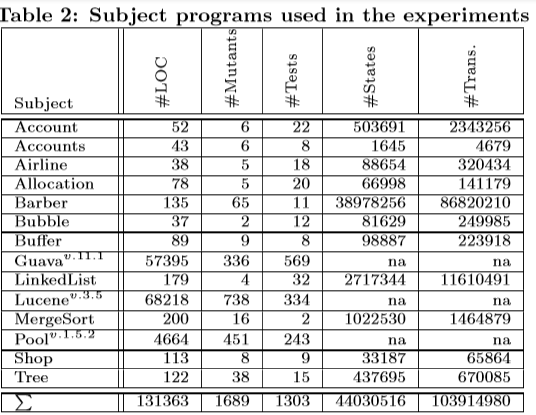 Table 2: Subject programs used in the experiments
Subject #LOC #Mutants #Tests #States #Trans.
Account 52 6 22 503691 2343256
Accounts 43 6 8 1645 4679
Airline 38 5 18 88654 320434
Allocation 78 5 20 66998 141179
Barber 135 65 11 38978256 86820210
Bubble 37 2 12 81629 249985
Buffer 89 9 8 98887 223918
Guava v.11.1 57395 336 569 na na
LinkedList 179 4 32 2717344 11610491
Lucene v.3.5 68218 738 334 na na
MergeSort 200 16 2 1022530 1464879
Pool v.1.5.2 4664 451 243 na na
Shop 113 8 9 33187 65864
Tree 122 38 15 437695 670085
∑ 131363 1689 1303 44030516 103914980